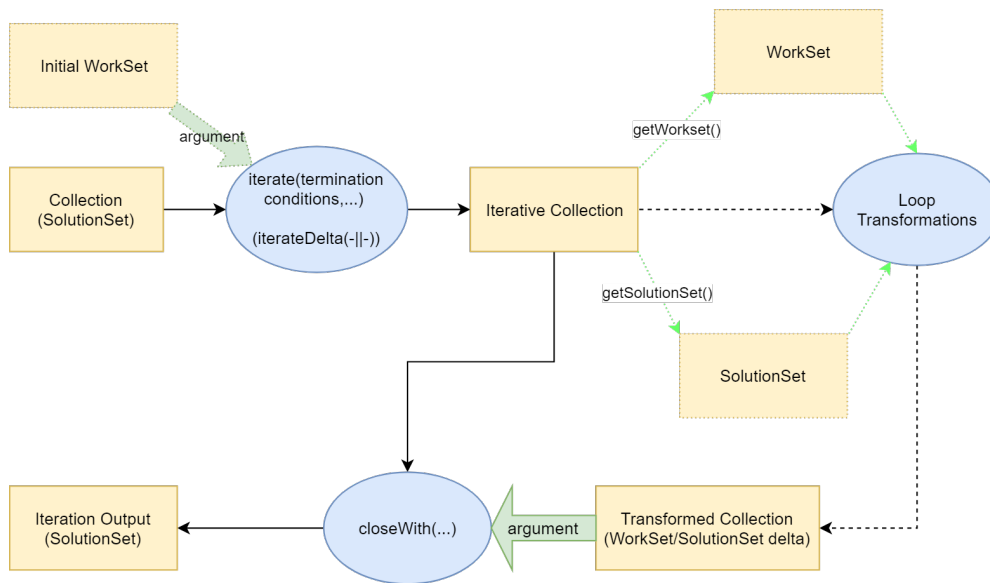 Initial WorkSet
WorkSet
argument
getWorkset()
Collection
(SolutionSet)
iterate(termination
conditions,...)
(iterateDelta(-||-))
Iterative Collection
Loop
Transformations
getSolutionSet()
SolutionSet
Iteration Output
(SolutionSet)
closeWith(...)
argument
Transformed Collection
(WorkSet/SolutionSet delta)